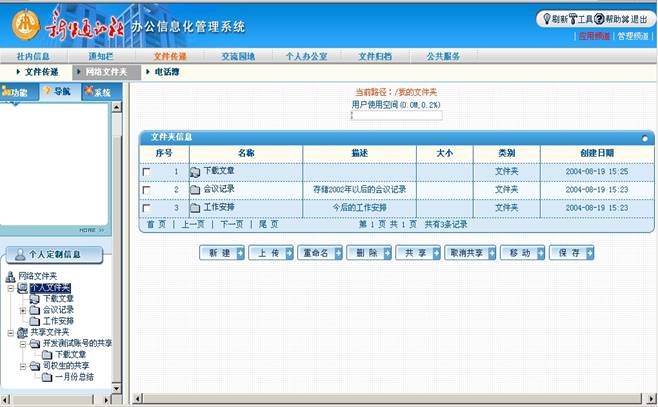 新华通讯社 办公信息化管理系统
刷新 工具 帮助 退出
应用频道 | 管理频道
社内信息 通知栏 文件传递 交流园地 个人办公室 文件归档 公共服务
文件传递 网络文件夹 电话簿
功能 导航 系统
当前路径：/我的文件夹
用户使用空间(0.0M,0.2%)
文件夹信息
序号 名称 描述 大小 类别 创建日期
1 下载文章 文件夹 2004-08-19 15:25
2 会议记录 存储2002年以后的会议记录 文件夹 2004-08-19 15:23
3 工作安排 今后的工作安排 文件夹 2004-08-19 15:23
首 页 | 上一页 | 下一页 | 尾 页 第 1 页 共 1 页 共有3条记录
新 建 上 传 重命名 删 除 共 享 取消共享 移 动 保 存
MORE >>
个人定制信息
网络文件夹
个人文件夹
下载文章
会议记录
工作安排
共享文件夹
开发测试账号的共享
下载文章
司权生的共享
一月份总结